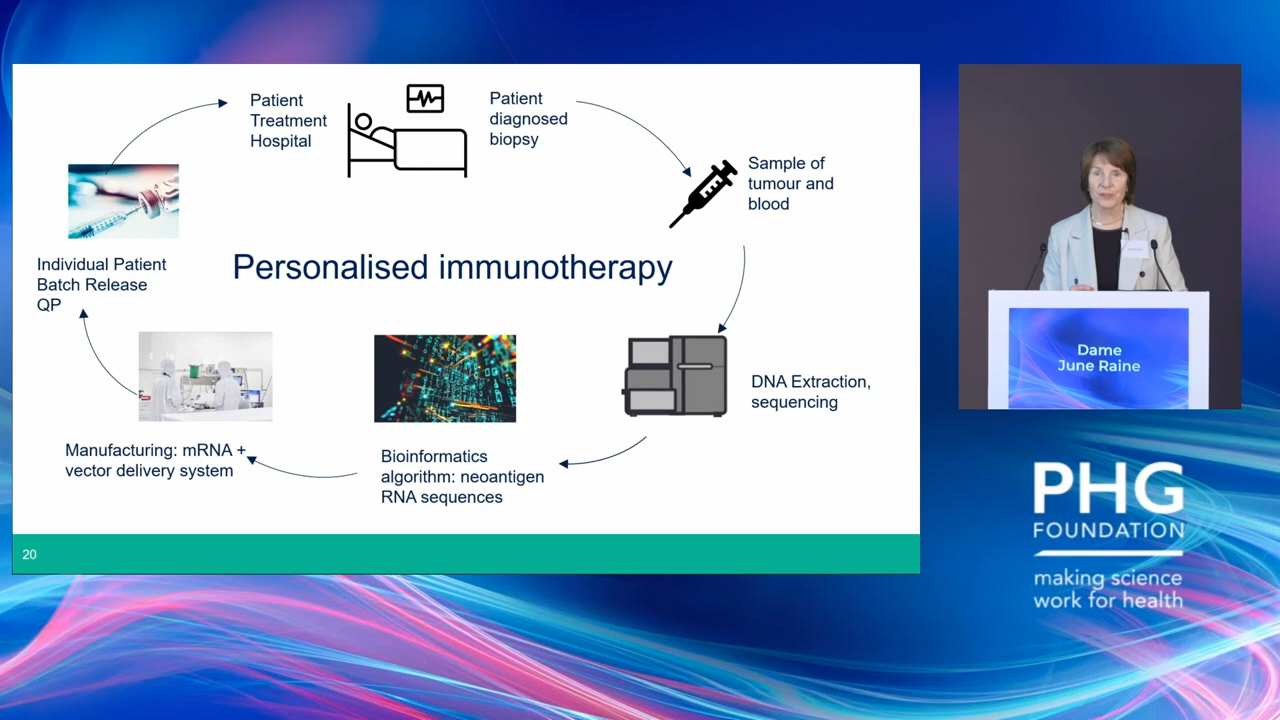 Patient
Treatment
Hospital
Patient
diagnosed
biopsy
Sample of
tumour and
blood
Individual Patient
Batch Release
QP
Personalised immunotherapy
DNA Extraction,
sequencing
Manufacturing: mRNA +
vector delivery system
Bioinformatics
algorithm: neoantigen
RNA sequences
20
Dame
June Raine
PHG
FOUNDATION
making science
work for health